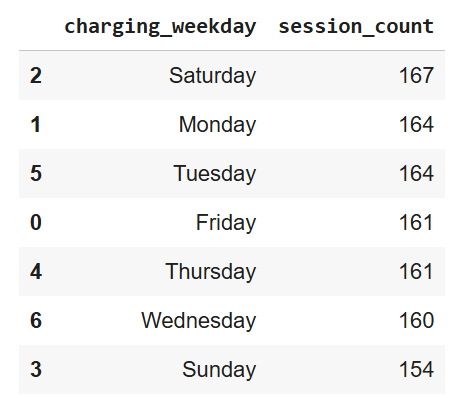 charging_weekday session_count
2 Saturday 167
1 Monday 164
5 Tuesday 164
0 Friday 161
4 Thursday 161
6 Wednesday 160
3 Sunday 154